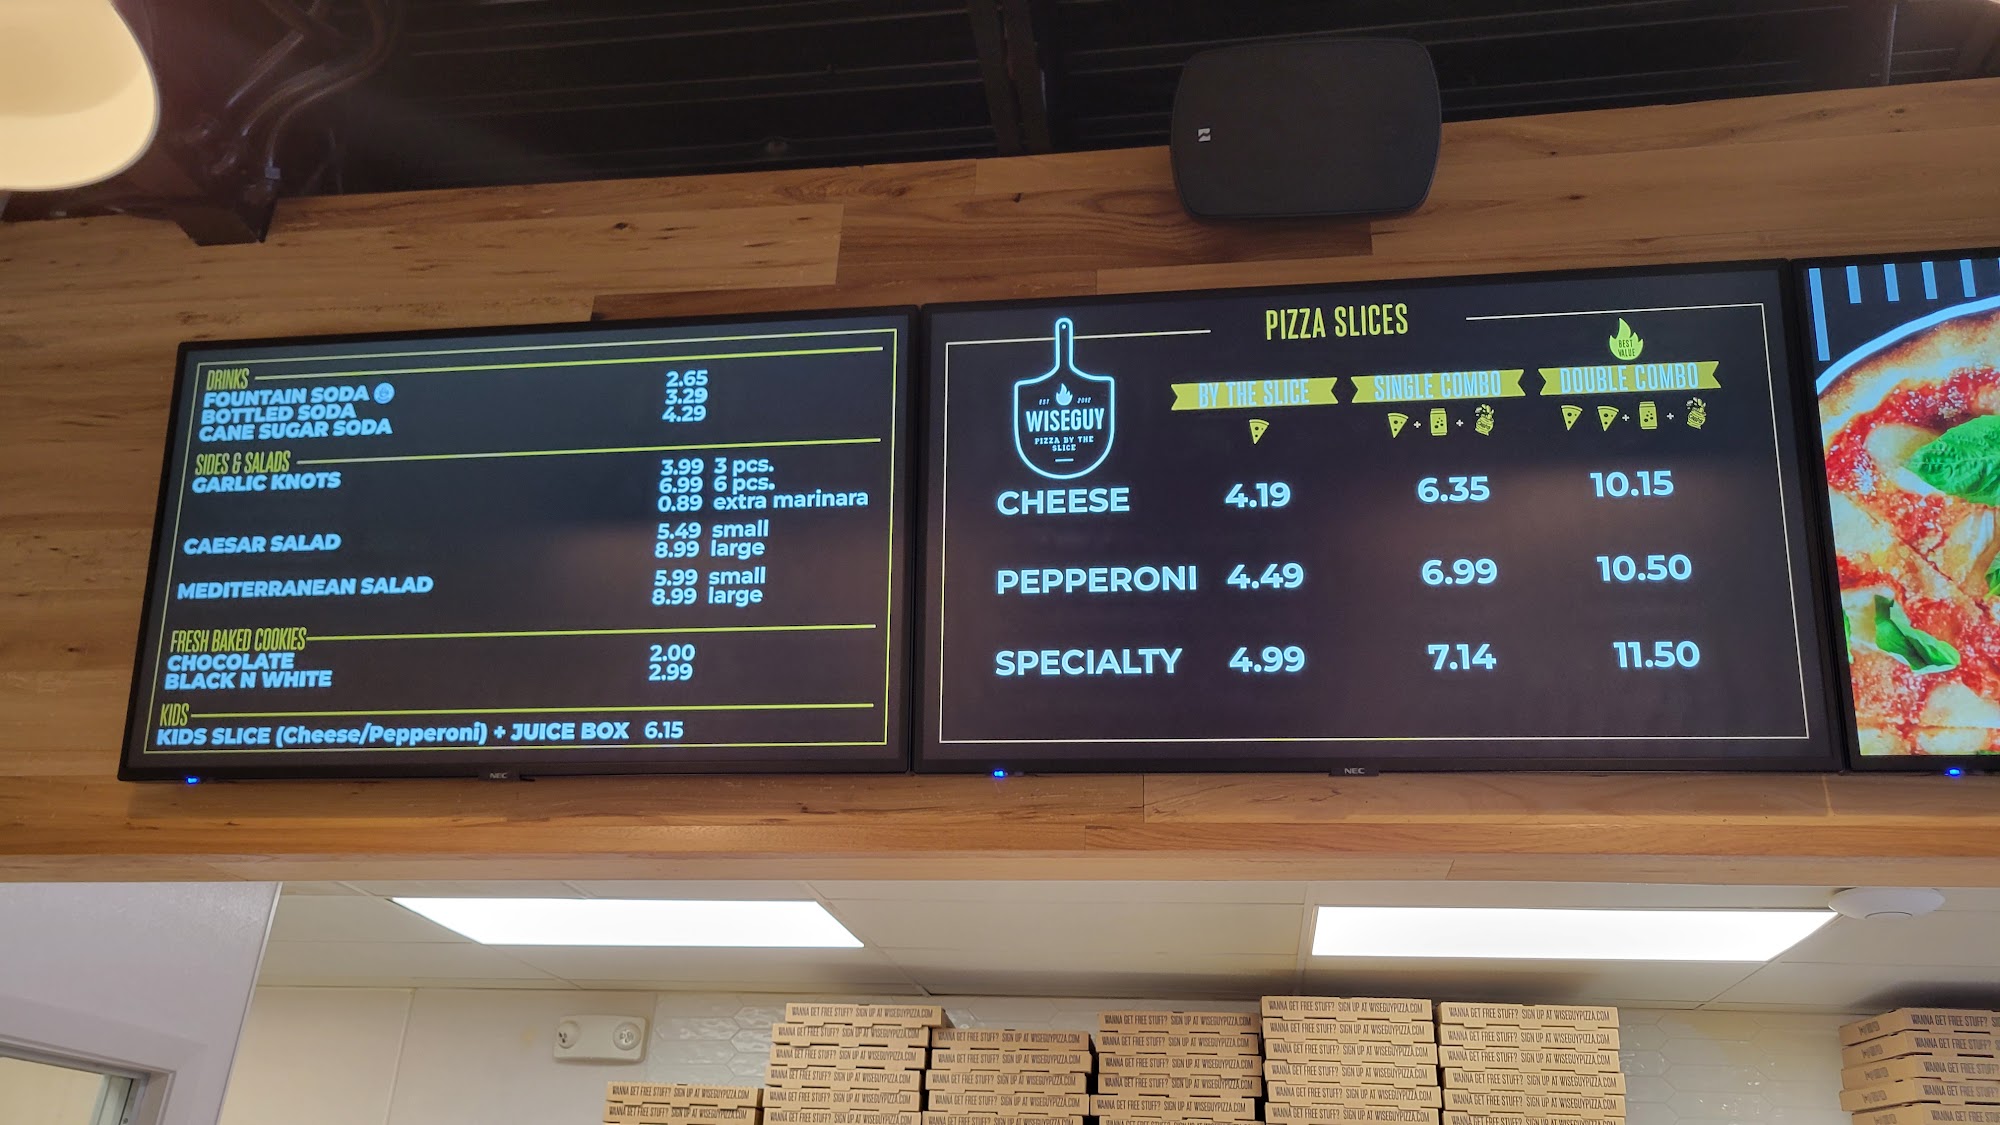 DRINKS
FOUNTAIN SODA 2.65
BOTTLED SODA 3.29
CANE SUGAR SODA 4.29
SIDES & SALADS
GARLIC KNOTS 3.99 3 pcs.
6.99 6 pcs.
0.89 extra marinara
CAESAR SALAD 5.49 small
8.99 large
MEDITERRANEAN SALAD 5.99 small
8.99 large
FRESH BAKED COOKIES
CHOCOLATE 2.00
BLACK N WHITE 2.99
KIDS
KIDS SLICE (Cheese/Pepperoni) + JUICE BOX 6.15
NEC
PIZZA SLICES
BEST
VALUE
BY THE SLICE SINGLE COMBO DOUBLE COMBO
EST 2012
WISEGUY
PIZZA BY THE
SLICE
CHEESE 4.19 6.35 10.15
PEPPERONI 4.49 6.99 10.50
SPECIALTY 4.99 7.14 11.50
NEC
WANNA GET FREE STUFF? SIGN UP AT WISEGUYPIZZA.COM